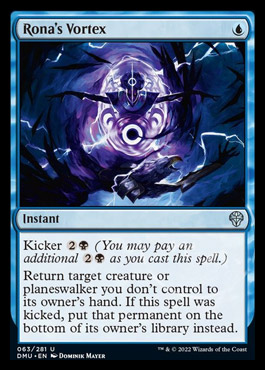 Rona's Vortex
Instant
Kicker 2 (You may pay an
additional 2 as you cast this spell.)
Return target creature or
planeswalker you don't control to
its owner's hand. If this spell was
kicked, put that permanent on the
bottom of its owner's library instead.
063/281 U
DMU • EN Dominik Mayer
™ & © 2022 Wizards of the Coast